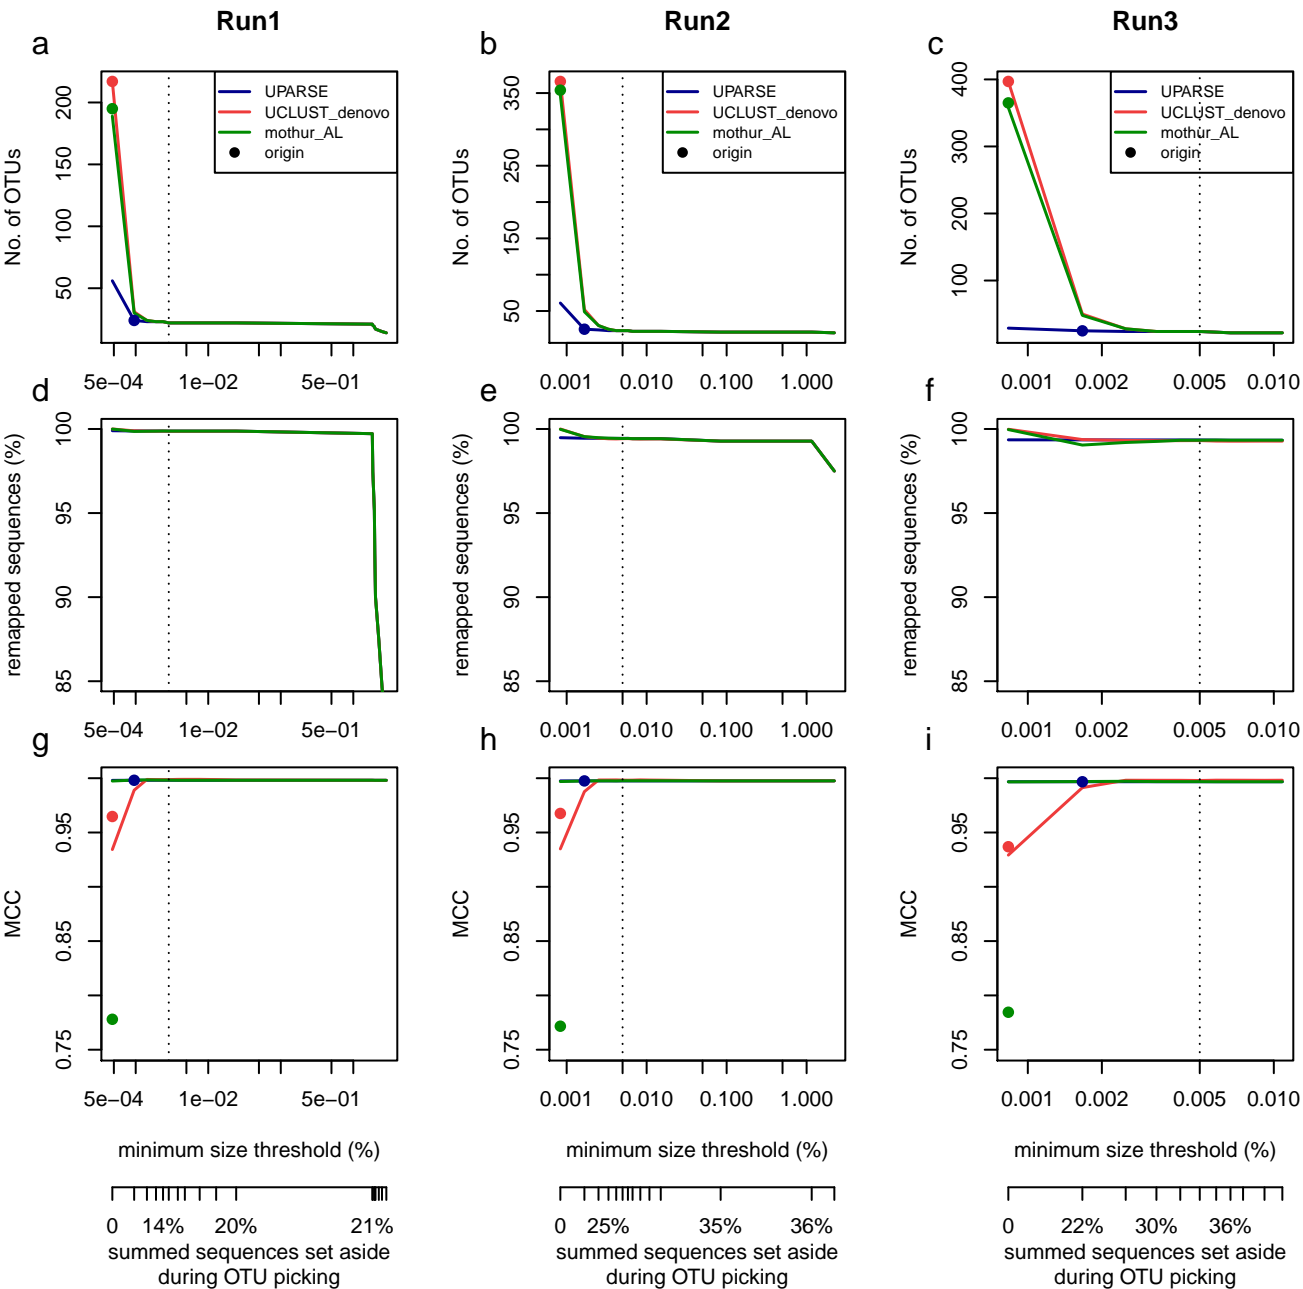 Run1
Run2
Run3
a
b
c
No. of OTUs
50
100
150
200
UPARSE
UCLUST_denovo
mothur_AL
origin
5e−04
1e−02
5e−01
No. of OTUs
50
150
250
350
UPARSE
UCLUST_denovo
mothur_AL
origin
0.001
0.010
0.100
1.000
No. of OTUs
100
200
300
400
UPARSE
UCLUST_denovo
mothur_AL
origin
0.001
0.002
0.005
0.010
d
e
f
remapped sequences (%)
85
90
95
100
5e−04
1e−02
5e−01
remapped sequences (%)
85
90
95
100
0.001
0.010
0.100
1.000
remapped sequences (%)
85
90
95
100
0.001
0.002
0.005
0.010
g
h
i
MCC
0.75
0.85
0.95
5e−04
1e−02
5e−01
MCC
0.75
0.85
0.95
0.001
0.010
0.100
1.000
MCC
0.75
0.85
0.95
0.001
0.002
0.005
0.010
minimum size threshold (%)
minimum size threshold (%)
minimum size threshold (%)
0 14% 20% 21%
summed sequences set aside
during OTU picking
0 25% 35% 36%
summed sequences set aside
during OTU picking
0 22% 30% 36%
summed sequences set aside
during OTU picking